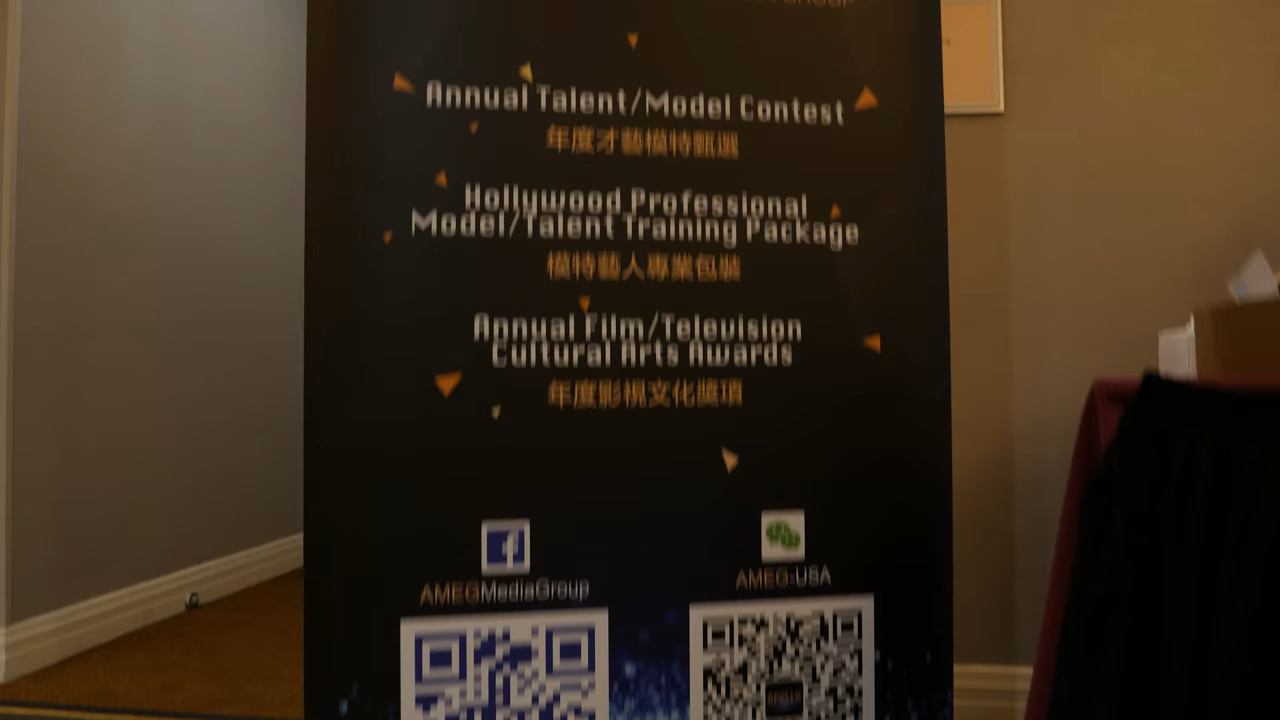 Annual Talent/Model Contest
年度才藝模特甄選
Hollywood Professional
Model/Talent Training Package
模特藝人專業包裝
Annual Film/Television
Cultural Arts Awards
年度影視文化獎項
AMEGMediaGroup
AMEG-USA